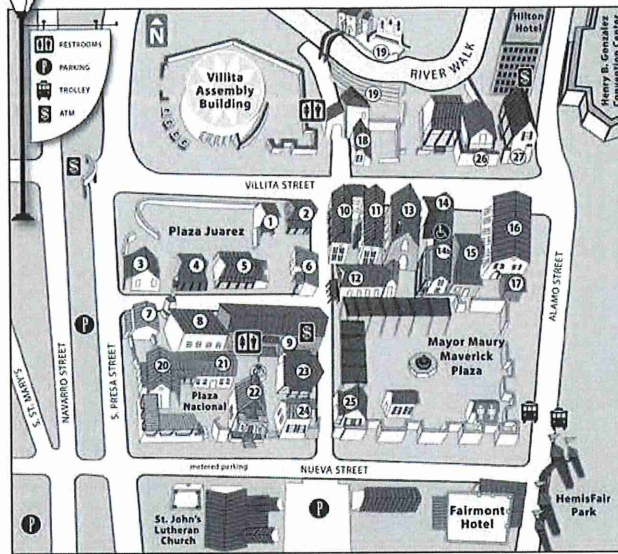 RESTROOMS
P PARKING
TROLLEY
$ ATM
N
Villita
Assembly
Building
19
RIVER WALK
19
Hilton
Hotel
$
Henry B. Gonzalez
Convention Center
18
26
27
$
VILLITA STREET
Plaza Juarez
1
2
3
4
5
6
10
11
13
14
14b
15
16
17
12
7
8
9
$
20
21
Plaza
Nacional
22
23
24
25
Mayor Maury
Maverick
Plaza
ALAMO STREET
S. ST. MARY'S
NAVARRO STREET
P
S. PRESA STREET
metered parking
NUEVA STREET
P
St. John's
Lutheran
Church
P
Fairmont
Hotel
HemisFair
Park